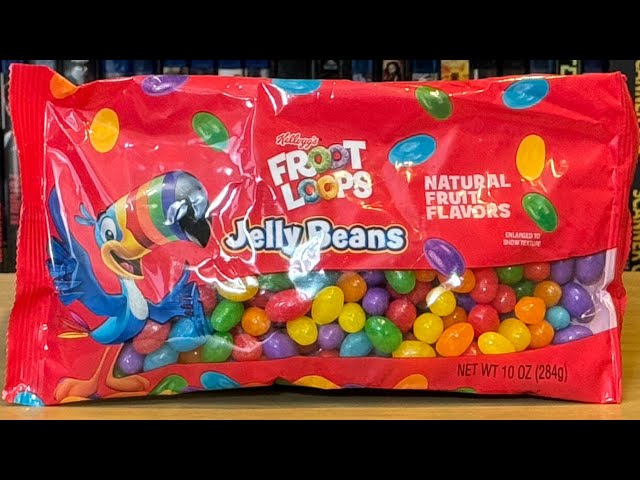 Kellogg's
FROOT
LOOPS
Jelly Beans
NATURAL
FRUIT
FLAVORS
ENLARGED TO
SHOW TEXTURE
NET WT 10 OZ (284g)